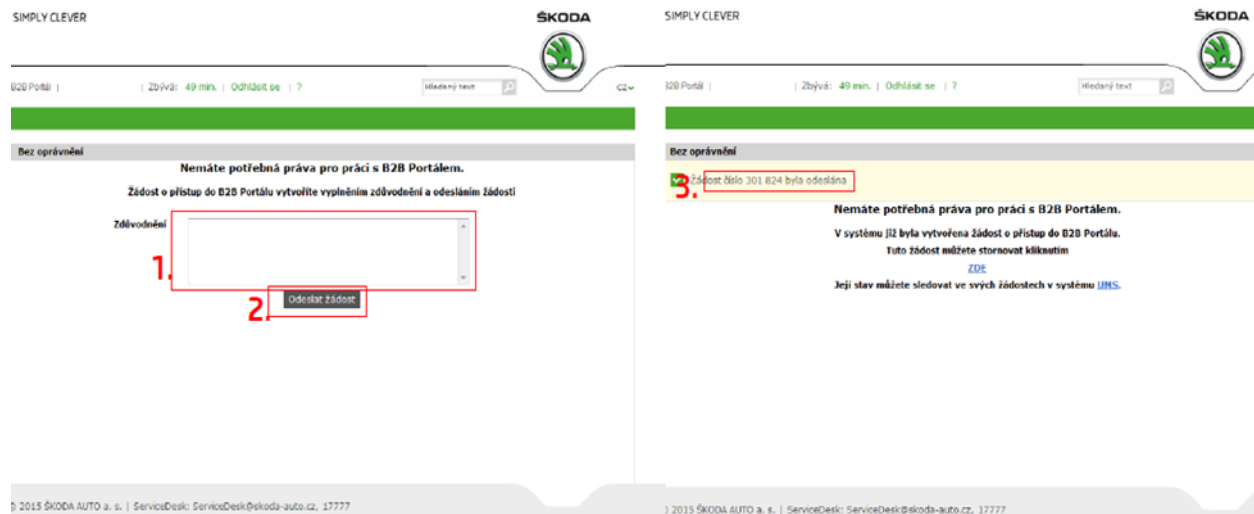 SIMPLY CLEVER
ŠKODA
B2B Portál |
| Zbývá: 49 min. | Odhlásit se | ?
Hledaný text
CZ
Bez oprávnění
Nemáte potřebná práva pro práci s B2B Portálem.
Žádost o přístup do B2B Portálu vytvoříte vyplněním zdůvodnění a odesláním žádosti
Zdůvodnění
1.
Odeslat žádost
2.
© 2015 ŠKODA AUTO a. s. | ServiceDesk: ServiceDesk@skoda-auto.cz, 17777
SIMPLY CLEVER
ŠKODA
B2B Portál |
| Zbývá: 49 min. | Odhlásit se | ?
Hledaný text
Bez oprávnění
3.
Žádost číslo 301 824 byla odeslána
Nemáte potřebná práva pro práci s B2B Portálem.
V systému již byla vytvořena žádost o přístup do B2B Portálu.
Tuto žádost můžete stornovat kliknutím
ZDE
Její stav můžete sledovat ve svých žádostech v systému UMS.
© 2015 ŠKODA AUTO a. s. | ServiceDesk: ServiceDesk@skoda-auto.cz, 17777